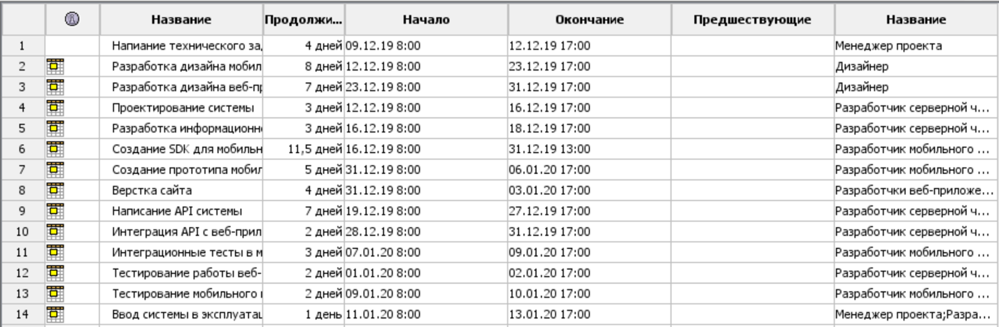 Название Продолжи... Начало Окончание Предшествующие Название
1 Напиание технического за 4 дней 09.12.19 8:00 12.12.19 17:00 Менеджер проекта
2 Разработка дизайна мобил 8 дней 12.12.19 8:00 23.12.19 17:00 Дизайнер
3 Разработка дизайна веб-п 7 дней 23.12.19 8:00 31.12.19 17:00 Дизайнер
4 Проектирование системы 3 дней 12.12.19 8:00 16.12.19 17:00 Разработчик серверной ч...
5 Разработка информационн 3 дней 16.12.19 8:00 18.12.19 17:00 Разработчик серверной ч...
6 Создание SDK для мобильн 11,5 дней 16.12.19 8:00 31.12.19 13:00 Разработчик мобильного ...
7 Создание прототипа мобил 5 дней 31.12.19 8:00 06.01.20 17:00 Разработчик мобильного ...
8 Верстка сайта 4 дней 31.12.19 8:00 03.01.20 17:00 Разработчки веб-приложе...
9 Написание API системы 7 дней 19.12.19 8:00 27.12.19 17:00 Разработчик серверной ч...
10 Интеграция API с веб-прил 2 дней 28.12.19 8:00 31.12.19 17:00 Разработчик серверной ч...
11 Интеграционные тесты в м 3 дней 07.01.20 8:00 09.01.20 17:00 Разработчик мобильного ...
12 Тестирование работы веб- 2 дней 01.01.20 8:00 02.01.20 17:00 Разработчик серверной ч...
13 Тестирование мобильного 2 дней 09.01.20 8:00 10.01.20 17:00 Разработчик мобильного ...
14 Ввод системы в эксплуатац 1 день 11.01.20 8:00 13.01.20 17:00 Менеджер проекта;Разра...